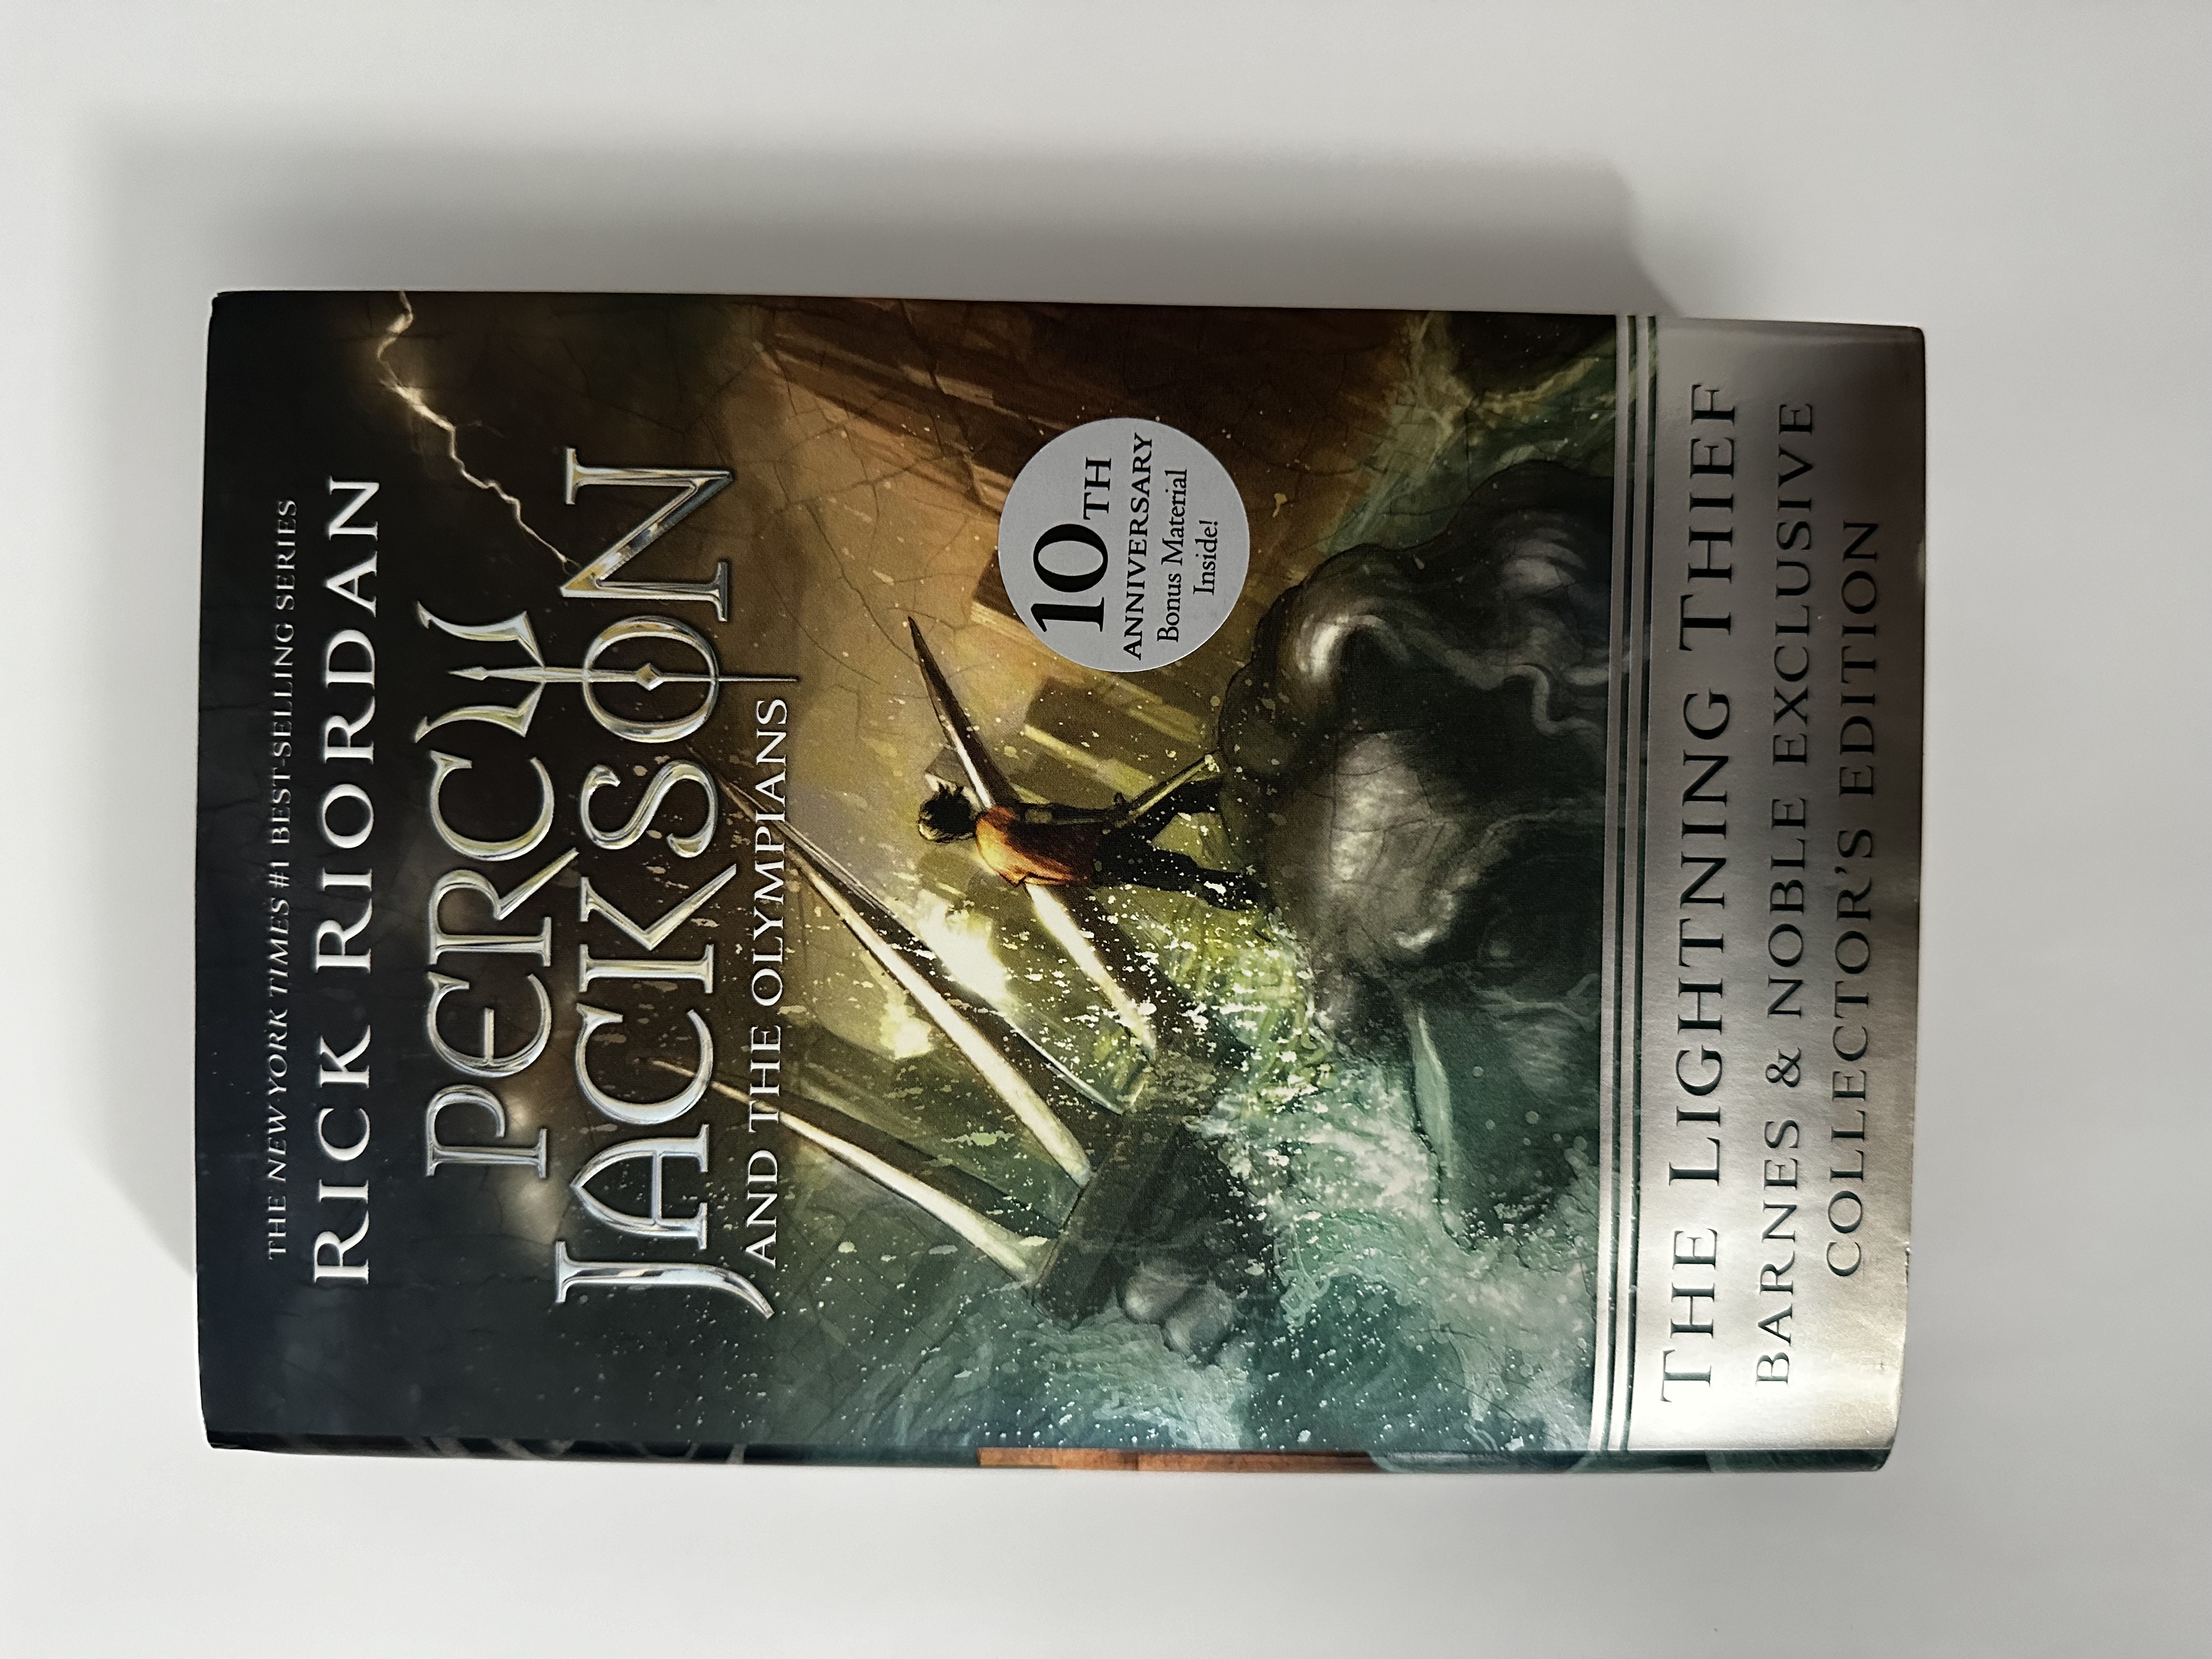 THE NEW YORK TIMES #1 BEST-SELLING SERIES
RICK RIORDAN
PERCY
JACKSON
AND THE OLYMPIANS
10TH
ANNIVERSARY
Bonus Material
Inside!
THE LIGHTNING THIEF
BARNES & NOBLE EXCLUSIVE
COLLECTOR'S EDITION